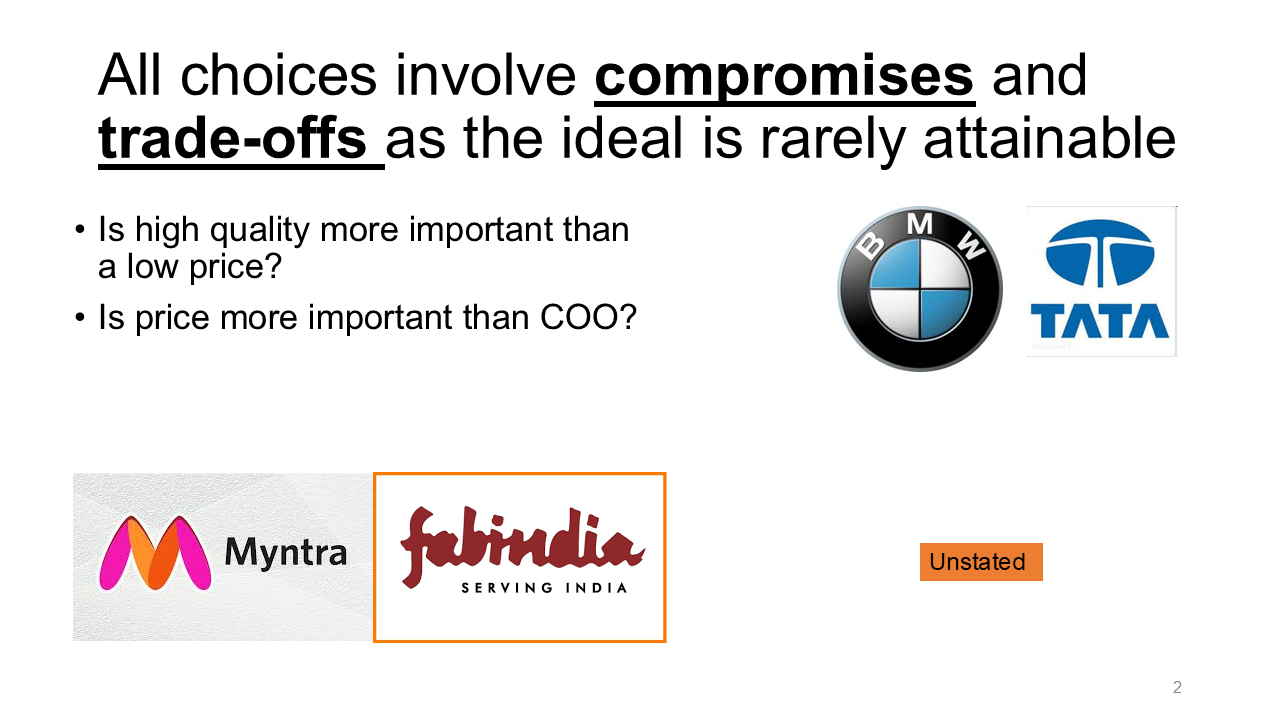 All choices involve compromises and
trade-offs as the ideal is rarely attainable
• Is high quality more important than
a low price?
• Is price more important than COO?
BMW
TATA
Myntra
fabindia
SERVING INDIA
Unstated
2